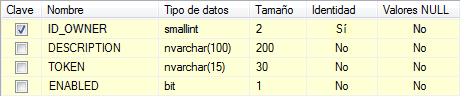 Clave Nombre Tipo de datos Tamaño Identidad Valores NULL
ID_OWNER smallint 2 Sí No
DESCRIPTION nvarchar(100) 200 No No
TOKEN nvarchar(15) 30 No No
ENABLED bit 1 No No